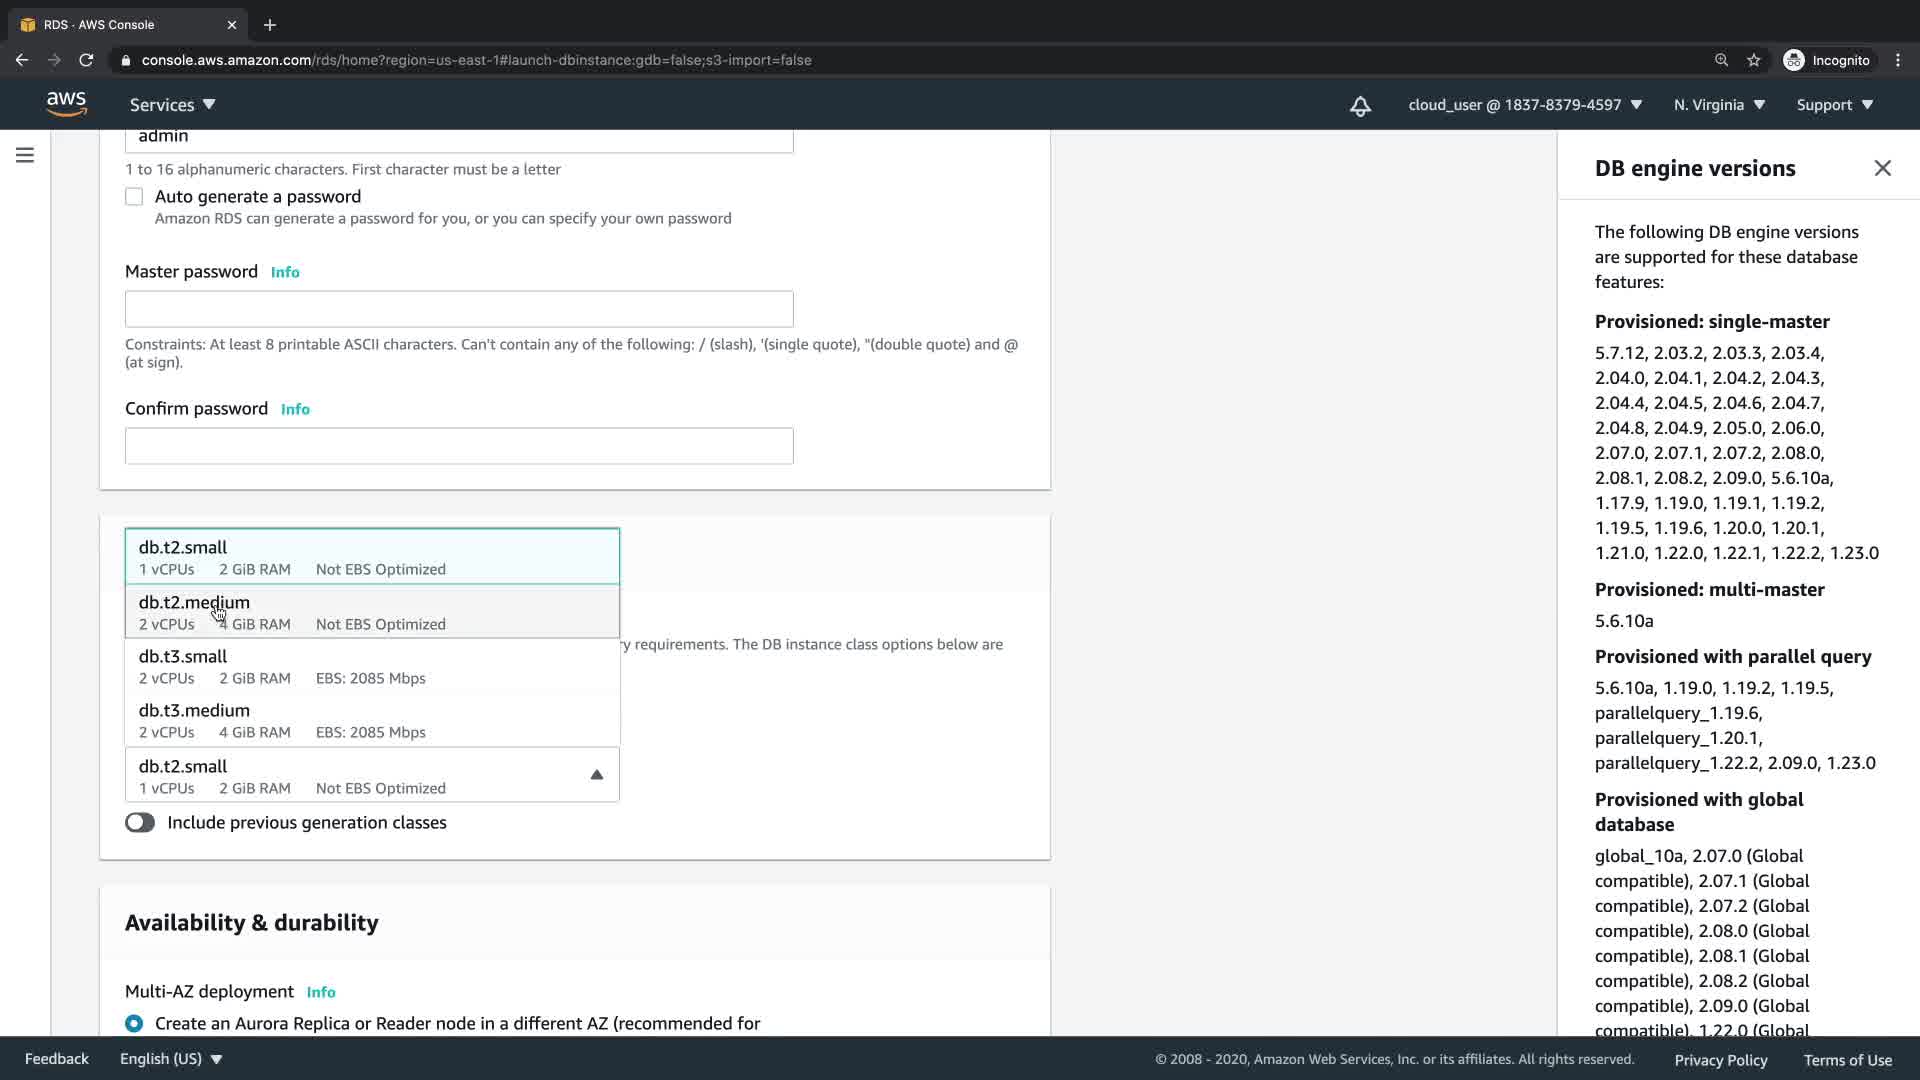 RDS · AWS Console
console.aws.amazon.com/rds/home?region=us-east-1#launch-dbinstance:gdb=false;s3-import=false
Incognito
aws
Services
cloud_user @ 1837-8379-4597
N. Virginia
Support
admin
1 to 16 alphanumeric characters. First character must be a letter
Auto generate a password
Amazon RDS can generate a password for you, or you can specify your own password
Master password Info
Constraints: At least 8 printable ASCII characters. Can't contain any of the following: / (slash), '(single quote), "(double quote) and @
(at sign).
Confirm password Info
db.t2.small
1 vCPUs 2 GiB RAM Not EBS Optimized
db.t2.medium
2 vCPUs 4 GiB RAM Not EBS Optimized
y requirements. The DB instance class options below are
db.t3.small
2 vCPUs 2 GiB RAM EBS: 2085 Mbps
db.t3.medium
2 vCPUs 4 GiB RAM EBS: 2085 Mbps
db.t2.small
1 vCPUs 2 GiB RAM Not EBS Optimized
Include previous generation classes
Availability & durability
Multi-AZ deployment Info
Create an Aurora Replica or Reader node in a different AZ (recommended for
DB engine versions
The following DB engine versions
are supported for these database
features:
Provisioned: single-master
5.7.12, 2.03.2, 2.03.3, 2.03.4,
2.04.0, 2.04.1, 2.04.2, 2.04.3,
2.04.4, 2.04.5, 2.04.6, 2.04.7,
2.04.8, 2.04.9, 2.05.0, 2.06.0,
2.07.0, 2.07.1, 2.07.2, 2.08.0,
2.08.1, 2.08.2, 2.09.0, 5.6.10a,
1.17.9, 1.19.0, 1.19.1, 1.19.2,
1.19.5, 1.19.6, 1.20.0, 1.20.1,
1.21.0, 1.22.0, 1.22.1, 1.22.2, 1.23.0
Provisioned: multi-master
5.6.10a
Provisioned with parallel query
5.6.10a, 1.19.0, 1.19.2, 1.19.5,
parallelquery_1.19.6,
parallelquery_1.20.1,
parallelquery_1.22.2, 2.09.0, 1.23.0
Provisioned with global
database
global_10a, 2.07.0 (Global
compatible), 2.07.1 (Global
compatible), 2.07.2 (Global
compatible), 2.08.0 (Global
compatible), 2.08.1 (Global
compatible), 2.08.2 (Global
compatible), 2.09.0 (Global
compatible), 1.22.0 (Global
Feedback
English (US)
© 2008 - 2020, Amazon Web Services, Inc. or its affiliates. All rights reserved.
Privacy Policy
Terms of Use